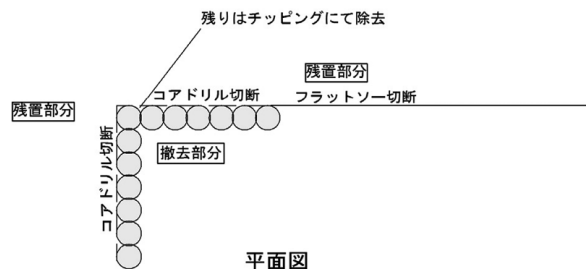 残りはチッピングにて除去
残置部分
コアドリル切断
フラットソー切断
残置部分
撤去部分
コアドリル切断
平面図